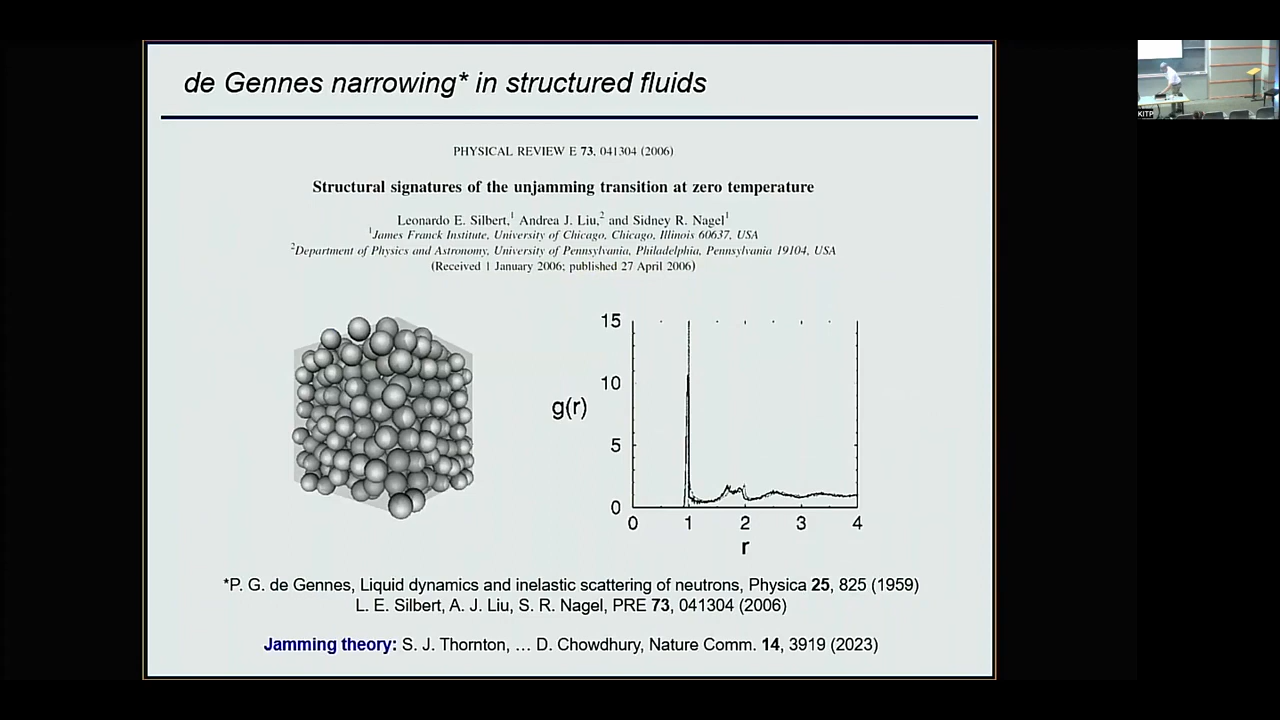 de Gennes narrowing* in structured fluids
PHYSICAL REVIEW E 73, 041304 (2006)
Structural signatures of the unjamming transition at zero temperature
Leonardo E. Silbert,1 Andrea J. Liu,2 and Sidney R. Nagel1
1James Franck Institute, University of Chicago, Chicago, Illinois 60637, USA
2Department of Physics and Astronomy, University of Pennsylvania, Philadelphia, Pennsylvania 19104, USA
(Received 1 January 2006; published 27 April 2006)
15
10
g(r)
5
0
0 1 2 3 4
r
*P. G. de Gennes, Liquid dynamics and inelastic scattering of neutrons, Physica 25, 825 (1959)
L. E. Silbert, A. J. Liu, S. R. Nagel, PRE 73, 041304 (2006)
Jamming theory: S. J. Thornton, … D. Chowdhury, Nature Comm. 14, 3919 (2023)
KITP